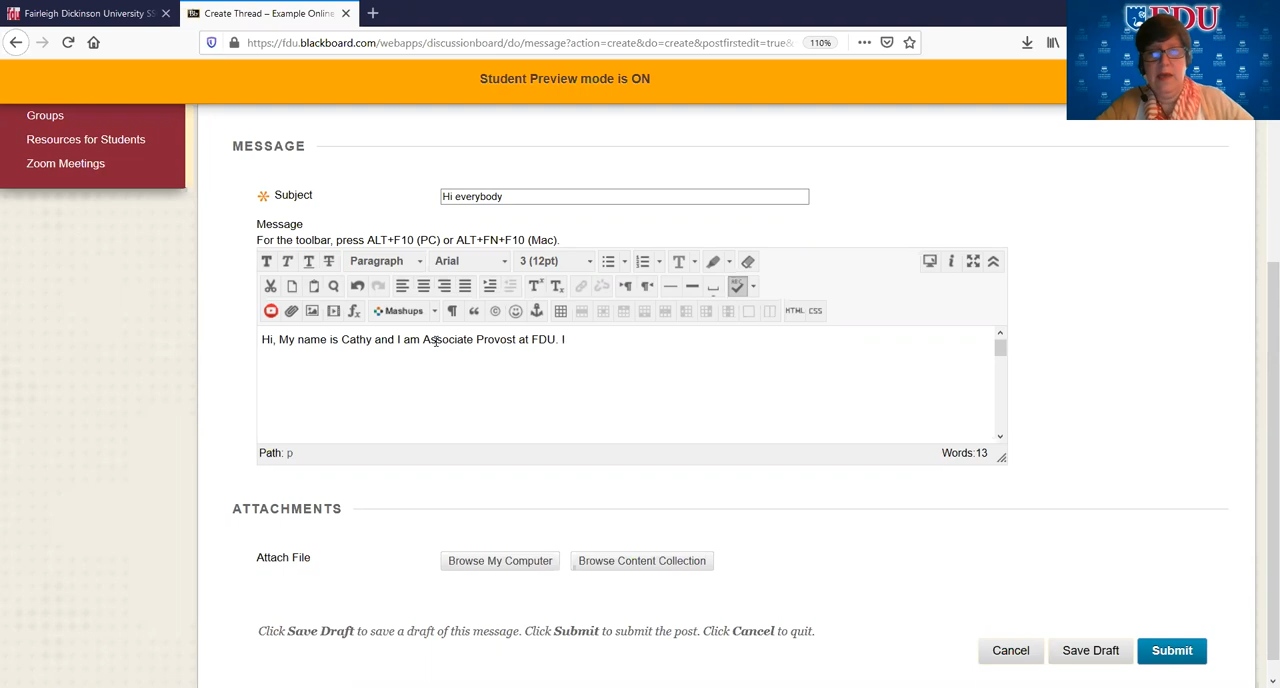 Fairleigh Dickinson University SS
Create Thread – Example Online
https://fdu.blackboard.com/webapps/discussionboard/do/message?action=create&do=create&postfirstedit=true&
110%
Student Preview mode is ON
FDU
Groups
Resources for Students
Zoom Meetings
MESSAGE
Subject
Hi everybody
Message
For the toolbar, press ALT+F10 (PC) or ALT+FN+F10 (Mac).
T T T T Paragraph Arial 3 (12pt)
Mashups HTML CSS
Hi, My name is Cathy and I am Associate Provost at FDU. I
Path: p Words:13
ATTACHMENTS
Attach File
Browse My Computer
Browse Content Collection
Click Save Draft to save a draft of this message. Click Submit to submit the post. Click Cancel to quit.
Cancel
Save Draft
Submit